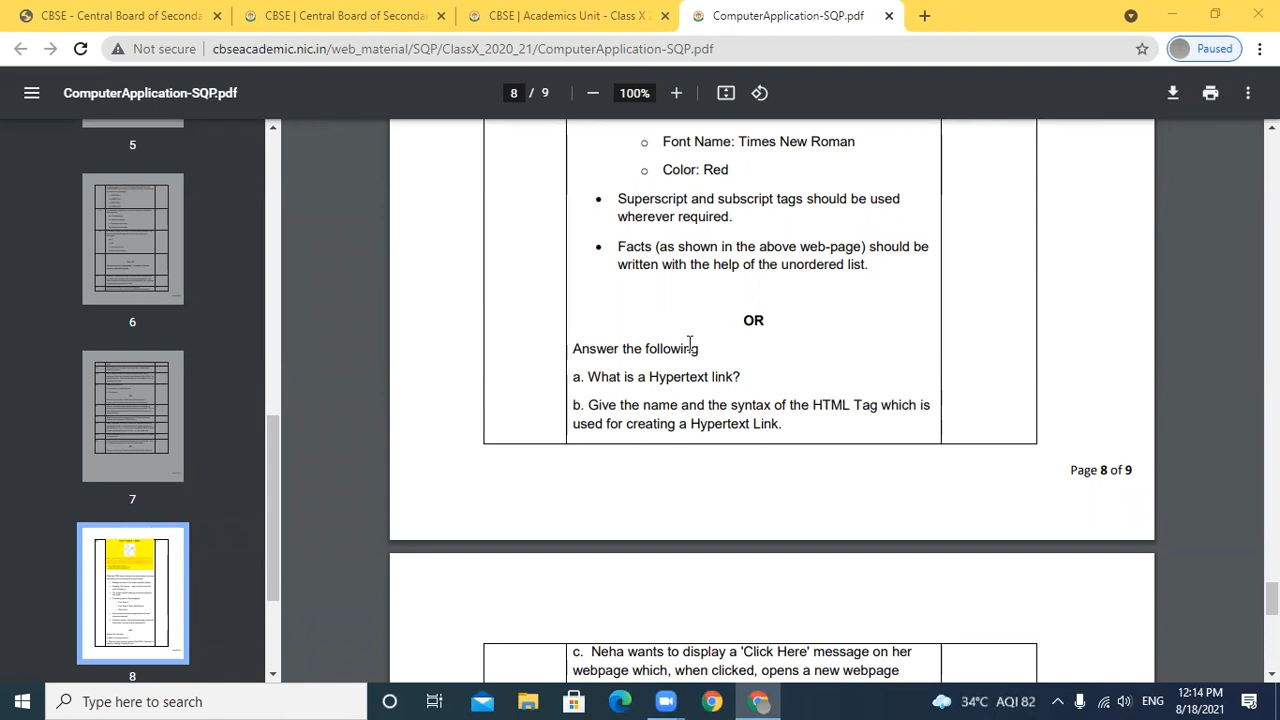 CBSE - Central Board of Seconda
CBSE | Central Board of Seconda
CBSE | Academics Unit - Class X 2
ComputerApplication-SQP.pdf
Not secure
cbseacademic.nic.in/web_material/SQP/ClassX_2020_21/ComputerApplication-SQP.pdf
Paused
ComputerApplication-SQP.pdf
8 / 9
100%
5
6
7
8
o Font Name: Times New Roman
o Color: Red
• Superscript and subscript tags should be used
wherever required.
• Facts (as shown in the above web-page) should be
written with the help of the unordered list.
OR
Answer the following
a. What is a Hypertext link?
b. Give the name and the syntax of the HTML Tag which is
used for creating a Hypertext Link.
Page 8 of 9
c. Neha wants to display a 'Click Here' message on her
webpage which, when clicked, opens a new webpage
Type here to search
34°C AQI 82
ENG
12:14 PM
8/18/2021